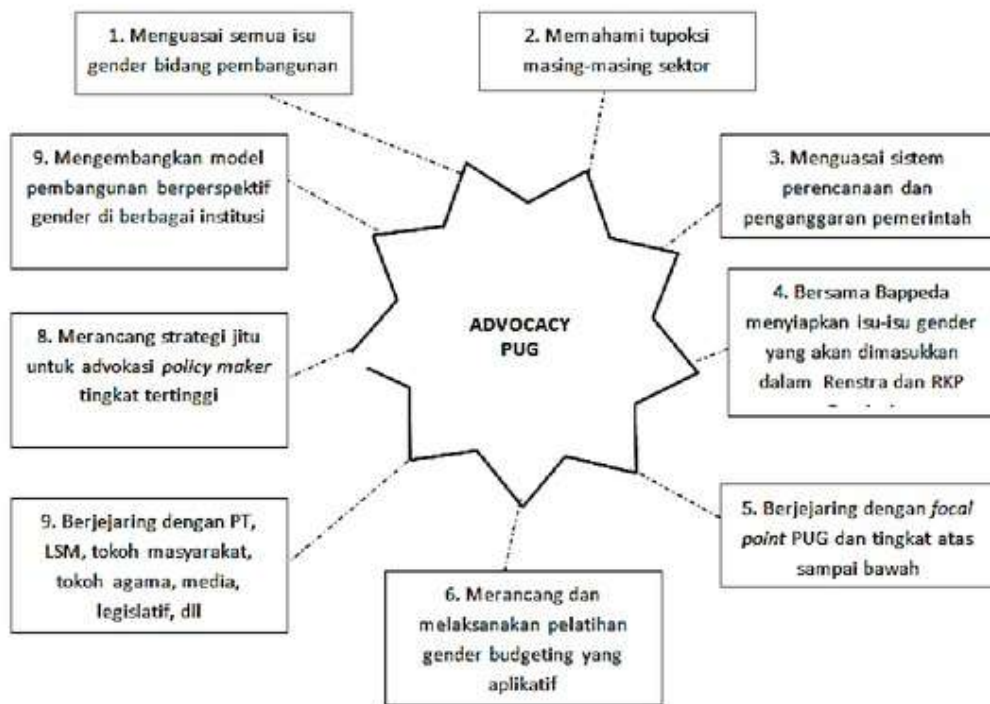 1. Menguasai semua isu
gender bidang pembangunan
2. Memahami tupoksi
masing-masing sektor
3. Menguasai sistem
perencanaan dan
penganggaran pemerintah
4. Bersama Bappeda
menyiapkan isu-isu gender
yang akan dimasukkan
dalam Renstra dan RKP
5. Berjejaring dengan focal
point PUG dan tingkat atas
sampai bawah
6. Merancang dan
melaksanakan pelatihan
gender budgeting yang
aplikatif
9. Berjejaring dengan PT,
LSM, tokoh masyarakat,
tokoh agama, media,
legislatif, dll
8. Merancang strategi jitu
untuk advokasi policy maker
tingkat tertinggi
9. Mengembangkan model
pembangunan berperspektif
gender di berbagai institusi
ADVOCACY
PUG